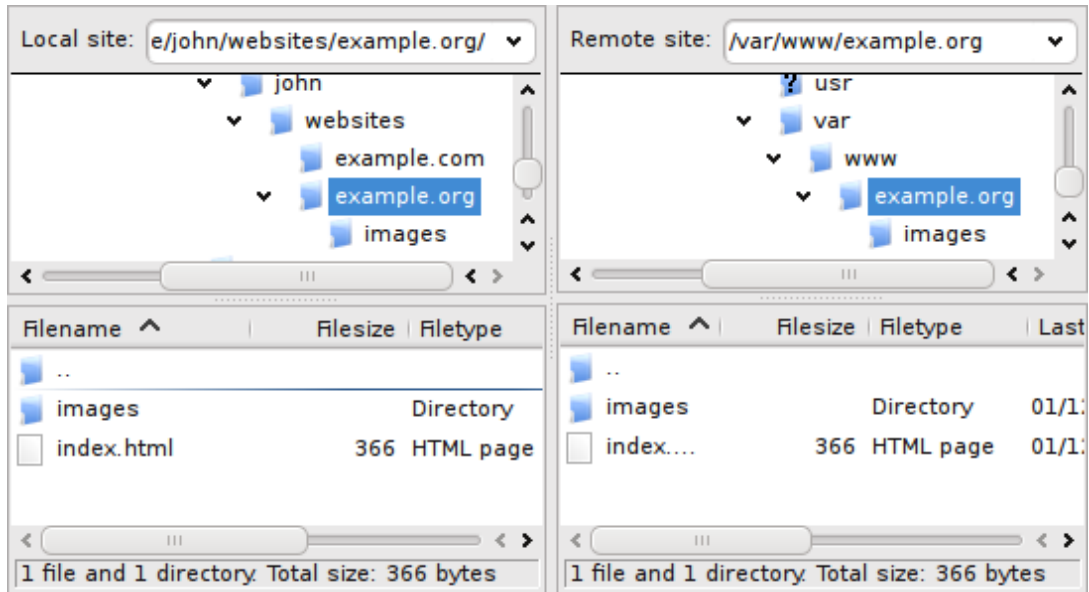 Local site: e/john/websites/example.org/
john
websites
example.com
example.org
images
Filename Filesize Filetype
..
images Directory
index.html 366 HTML page
1 file and 1 directory. Total size: 366 bytes
Remote site: /var/www/example.org
? usr
var
www
example.org
images
Filename Filesize Filetype Last
..
images Directory 01/1
index.... 366 HTML page 01/1
1 file and 1 directory. Total size: 366 bytes